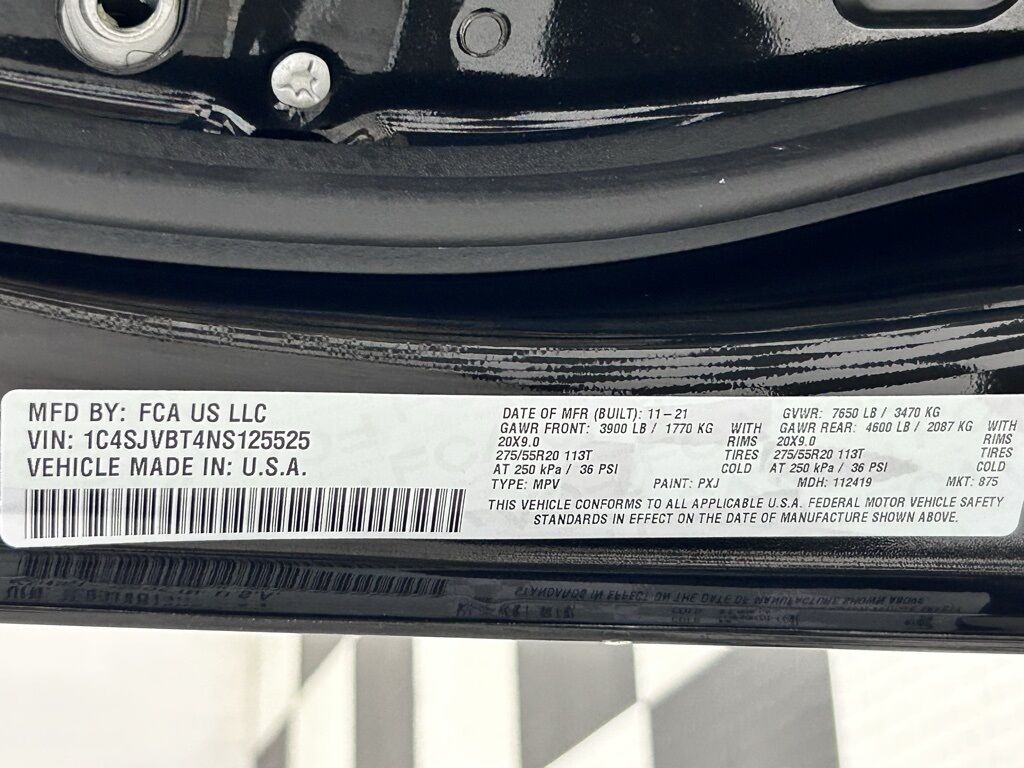 MFD BY: FCA US LLC
VIN: 1C4SJVBT4NS125525
VEHICLE MADE IN: U.S.A.
DATE OF MFR (BUILT): 11-21 GVWR: 7650 LB / 3470 KG
GAWR FRONT: 3900 LB / 1770 KG WITH GAWR REAR: 4600 LB / 2087 KG WITH
20X9.0 RIMS 20X9.0 RIMS
275/55R20 113T TIRES 275/55R20 113T TIRES
AT 250 kPa / 36 PSI COLD AT 250 kPa / 36 PSI COLD
TYPE: MPV PAINT: PXJ MDH: 112419 MKT: 875
THIS VEHICLE CONFORMS TO ALL APPLICABLE U.S.A. FEDERAL MOTOR VEHICLE SAFETY
STANDARDS IN EFFECT ON THE DATE OF MANUFACTURE SHOWN ABOVE.